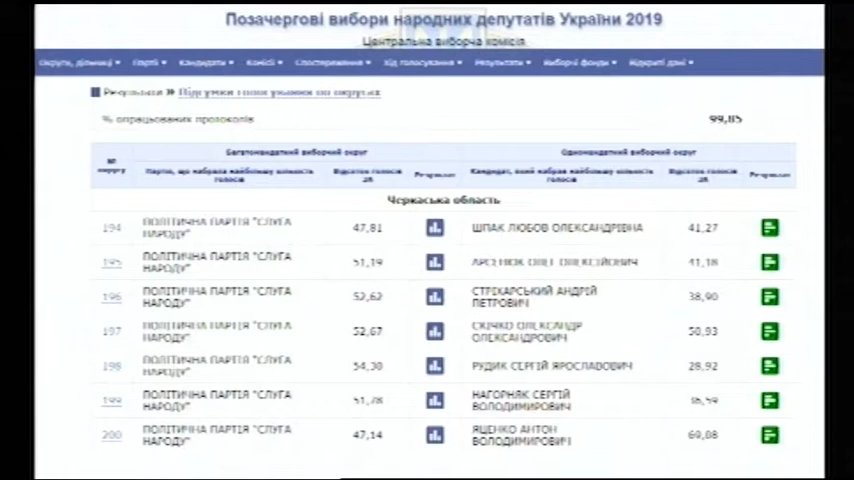 Позачергові вибори народних депутатів України 2019
Центральна виборча комісія
Округи, дільниці Партії Кандидати Комісії Спостереження Хід голосування Результати Виборчі фонди Відкриті дані
Результати » Підсумки голосування по округах
% опрацьованих протоколів 99,85
№ округу
Багатомандатний виборчий округ Одномандатний виборчий округ
Партія, що набрала найбільшу кількість голосів Відсоток голосів ЗА Результат Кандидат, який набрав найбільшу кількість голосів Відсоток голосів ЗА Результат
Черкаська область
194 ПОЛІТИЧНА ПАРТІЯ "СЛУГА НАРОДУ" 47,81 ШПАК ЛЮБОВ ОЛЕКСАНДРІВНА 41,27
195 ПОЛІТИЧНА ПАРТІЯ "СЛУГА НАРОДУ" 51,19 АРСЕНЮК ОЛЕГ ОЛЕКСІЙОВИЧ 41,18
196 ПОЛІТИЧНА ПАРТІЯ "СЛУГА НАРОДУ" 52,62 СТРІХАРСЬКИЙ АНДРІЙ ПЕТРОВИЧ 38,90
197 ПОЛІТИЧНА ПАРТІЯ "СЛУГА НАРОДУ" 52,67 СКІЧКО ОЛЕКСАНДР ОЛЕКСАНДРОВИЧ 50,93
198 ПОЛІТИЧНА ПАРТІЯ "СЛУГА НАРОДУ" 54,30 РУДИК СЕРГІЙ ЯРОСЛАВОВИЧ 28,92
199 ПОЛІТИЧНА ПАРТІЯ "СЛУГА НАРОДУ" 51,78 НАГОРНЯК СЕРГІЙ ВОЛОДИМИРОВИЧ
200 ПОЛІТИЧНА ПАРТІЯ "СЛУГА НАРОДУ" 47,14 ЯЦЕНКО АНТОН ВОЛОДИМИРОВИЧ 60,08